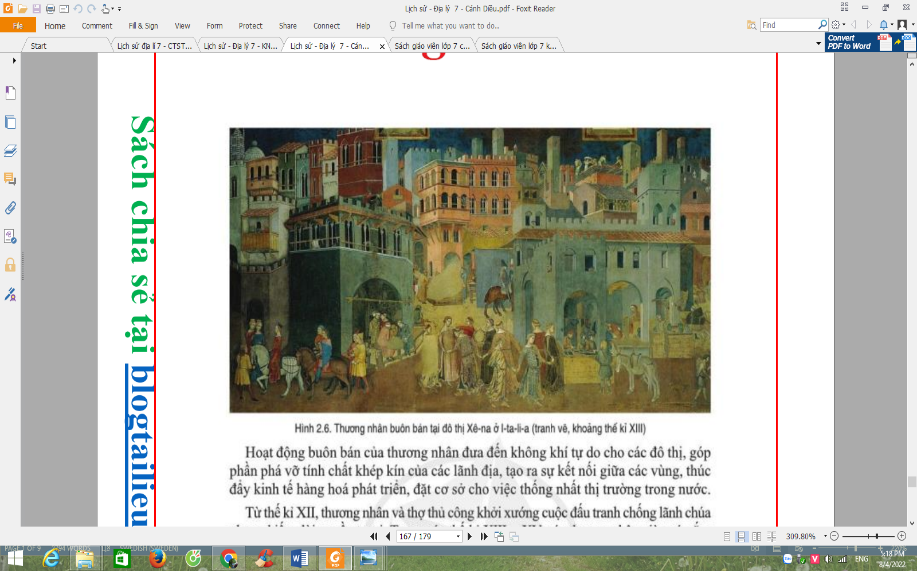 Lịch sử - Địa lý 7 - Cánh Diều.pdf - Foxit Reader
File Home Comment Fill & Sign View Form Protect Share Connect Help Tell me what you want to do... Find
Start Lịch sử địa lí 7 - CTST... Lịch sử - Địa lý 7 - KN... Lịch sử - Địa lý 7 - Cán... Sách giáo viên lớp 7 c... Sách giáo viên lớp 7 k...
Convert
PDF to Word
Sách chia sẻ tại blogtailieu
Hình 2.6. Thương nhân buôn bán tại đô thị Xê-na ở I-ta-li-a (tranh vẽ, khoảng thế kỉ XIII)
Hoạt động buôn bán của thương nhân đưa đến không khí tự do cho các đô thị, góp
phần phá vỡ tính chất khép kín của các lãnh địa, tạo ra sự kết nối giữa các vùng, thúc
đẩy kinh tế hàng hoá phát triển, đặt cơ sở cho việc thống nhất thị trường trong nước.
Từ thế kỉ XII, thương nhân và thợ thủ công khởi xướng cuộc đấu tranh chống lãnh chúa
167 / 179
309.80%
ENG
5:18 PM
8/4/2022